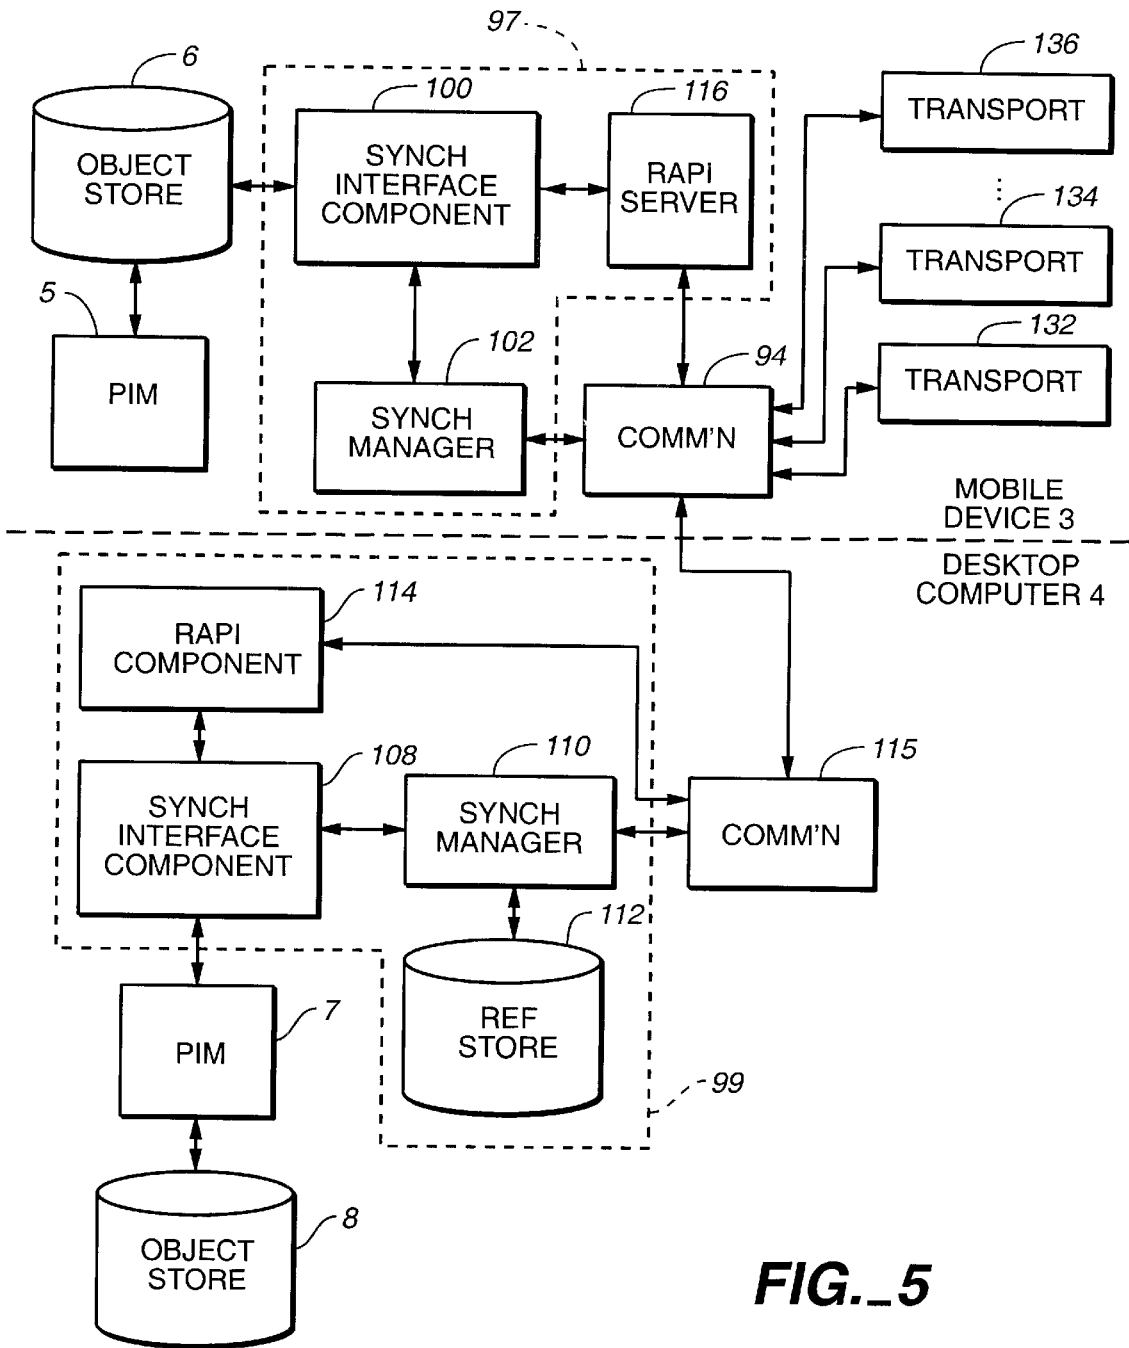 97
6
100
116
136
OBJECT
STORE
SYNCH
INTERFACE
COMPONENT
RAPI
SERVER
TRANSPORT
134
TRANSPORT
5
PIM
102
SYNCH
MANAGER
94
COMM'N
132
TRANSPORT
MOBILE
DEVICE 3
DESKTOP
COMPUTER 4
114
RAPI
COMPONENT
108
SYNCH
INTERFACE
COMPONENT
110
SYNCH
MANAGER
115
COMM'N
112
REF
STORE
7
PIM
99
8
OBJECT
STORE
FIG._5